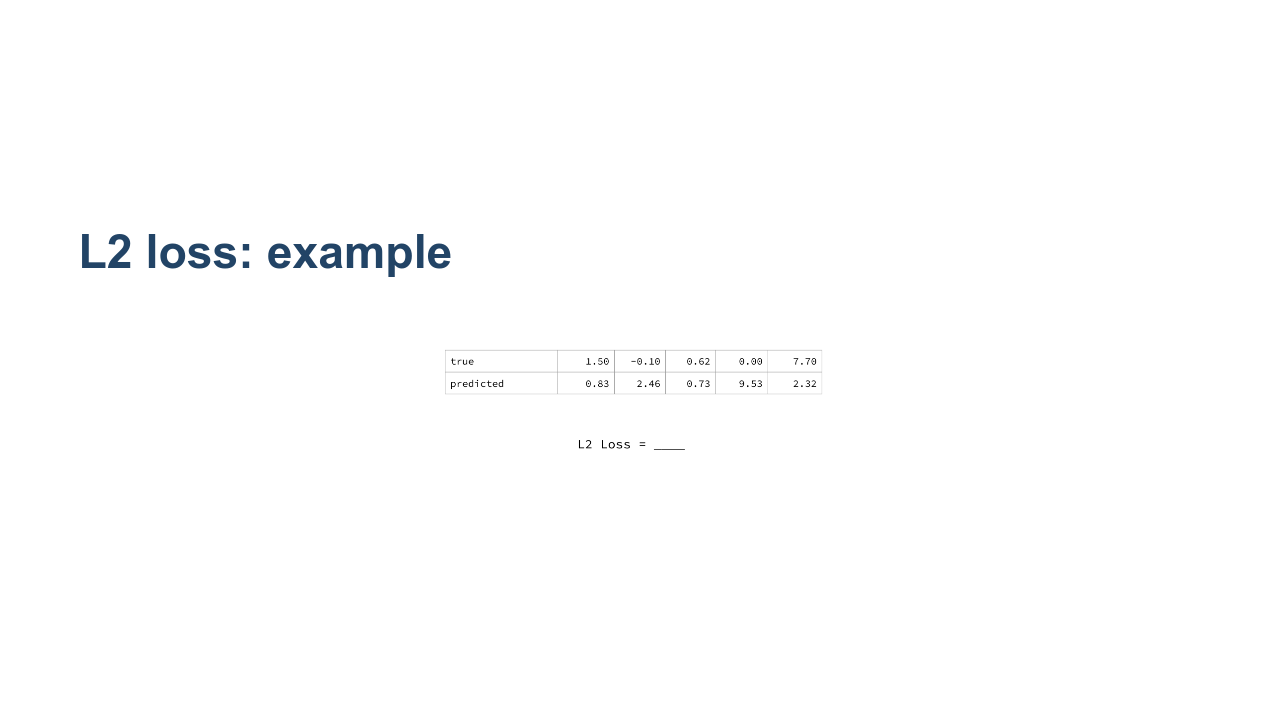 L2 loss: example
true 1.50 -0.10 0.62 0.00 7.70
predicted 0.83 2.46 0.73 9.53 2.32
L2 Loss = ____